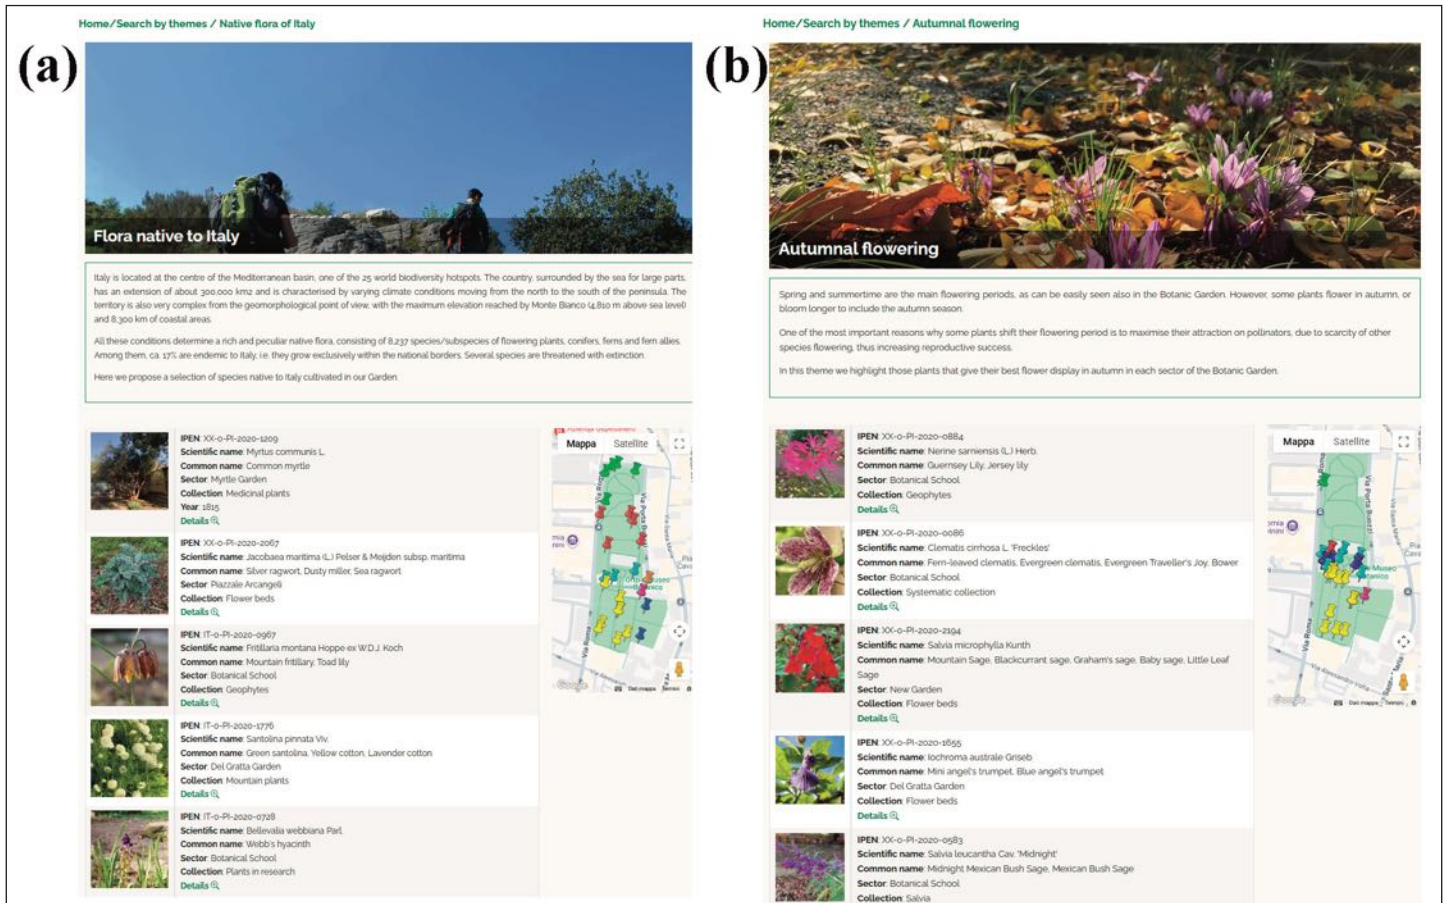 (a)
Home/Search by themes / Native flora of Italy
Flora native to Italy
Italy is located at the centre of the Mediterranean basin, one of the 25 world biodiversity hotspots. The country, surrounded by the sea for large parts,
has an extension of about 300,000 km2 and is characterised by varying climate conditions moving from the north to the south of the peninsula. The
territory is also very complex from the geomorphological point of view, with the maximum elevation reached by Monte Bianco (4,810 m above sea level)
and 8,300 km of coastal areas.
All these conditions determine a rich and peculiar native flora, consisting of 8,237 species/subspecies of flowering plants, conifers, ferns and fern allies.
Among them, ca. 17% are endemic to Italy, i.e. they grow exclusively within the national borders. Several species are threatened with extinction.
Here we propose a selection of species native to Italy cultivated in our Garden.
IPEN: XX-0-PI-2020-1209
Scientific name: Myrtus communis L.
Common name: Common myrtle
Sector: Myrtle Garden
Collection: Medicinal plants
Year: 1815
Details
IPEN: XX-0-PI-2020-2067
Scientific name: Jacobaea maritima (L.) Pelser & Meijden subsp. maritima
Common name: Silver ragwort, Dusty miller, Sea ragwort
Sector: Piazzale Arcangeli
Collection: Flower beds
Details
IPEN: IT-0-PI-2020-0967
Scientific name: Fritillaria montana Hoppe ex W.D.J. Koch
Common name: Mountain fritillary, Toad lily
Sector: Botanical School
Collection: Geophytes
Details
IPEN: IT-0-PI-2020-1776
Scientific name: Santolina pinnata Viv.
Common name: Green santolina, Yellow cotton, Lavender cotton
Sector: Del Gratta Garden
Collection: Mountain plants
Details
IPEN: IT-0-PI-2020-0728
Scientific name: Bellevalia webbiana Parl.
Common name: Webb's hyacinth
Sector: Botanical School
Collection: Plants in research
Details
Mappa Satellite
Via Roma
Via Roma
Google
Dati mappa Termini
(b)
Home/Search by themes / Autumnal flowering
Autumnal flowering
Spring and summertime are the main flowering periods, as can be easily seen also in the Botanic Garden. However, some plants flower in autumn, or
bloom longer to include the autumn season.
One of the most important reasons why some plants shift their flowering period is to maximise their attraction on pollinators, due to scarcity of other
species flowering, thus increasing reproductive success.
In this theme we highlight those plants that give their best flower display in autumn in each sector of the Botanic Garden.
IPEN: XX-0-PI-2020-0884
Scientific name: Nerine sarniensis (L.) Herb.
Common name: Guernsey Lily, Jersey lily
Sector: Botanical School
Collection: Geophytes
Details
IPEN: XX-0-PI-2020-0086
Scientific name: Clematis cirrhosa L. 'Freckles'
Common name: Fern-leaved clematis, Evergreen clematis, Evergreen Traveller's Joy, Bower
Sector: Botanical School
Collection: Systematic collection
Details
IPEN: XX-0-PI-2020-2194
Scientific name: Salvia microphylla Kunth
Common name: Mountain Sage, Blackcurrant sage, Graham's sage, Baby sage, Little Leaf
Sage
Sector: New Garden
Collection: Flower beds
Details
IPEN: XX-0-PI-2020-1655
Scientific name: Iochroma australe Griseb
Common name: Mini angel's trumpet, Blue angel's trumpet
Sector: Del Gratta Garden
Collection: Flower beds
Details
IPEN: XX-0-PI-2020-0583
Scientific name: Salvia leucantha Cav. 'Midnight'
Common name: Midnight Mexican Bush Sage, Mexican Bush Sage
Sector: Botanical School
Collection: Salvia
Mappa Satellite
Via Roma
Via Roma
Google
Dati mappa Termini